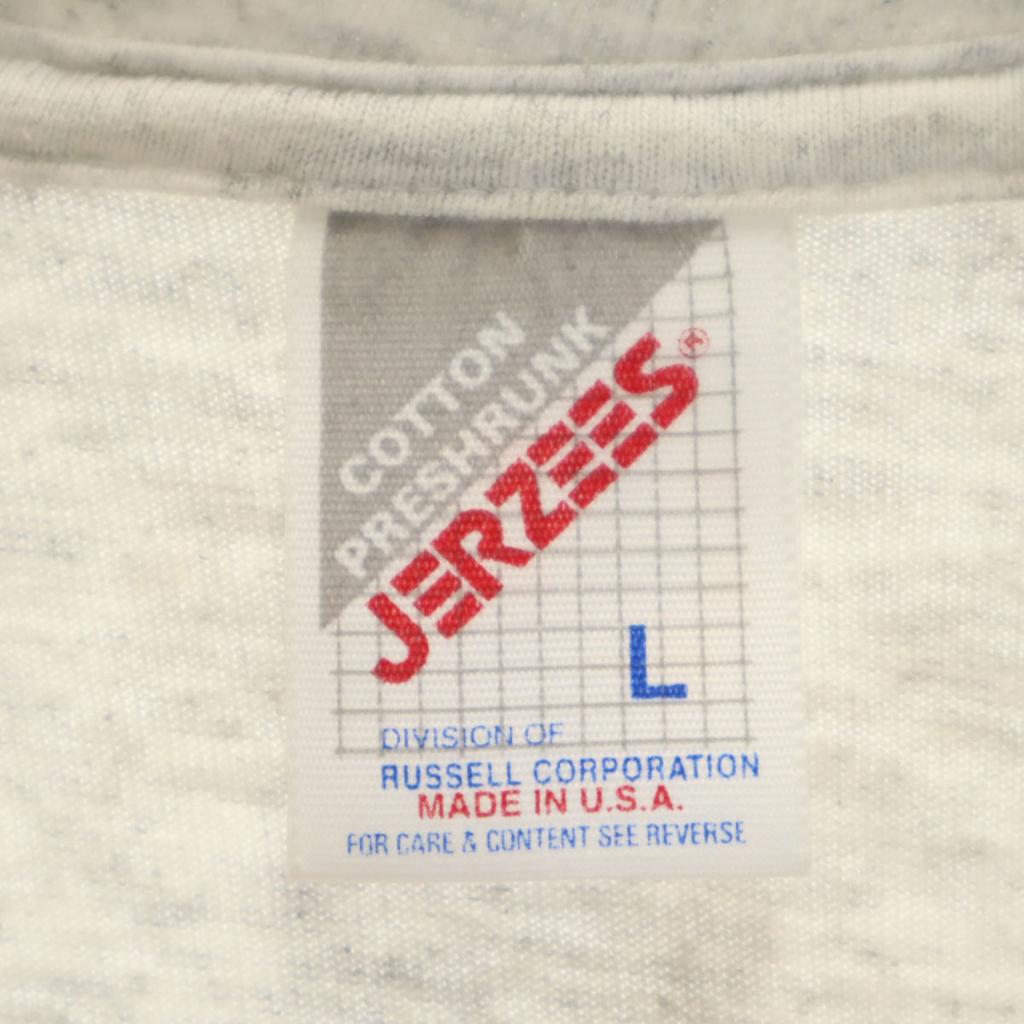 COTTON
PRESHRUNK
JERZEES®
L
DIVISION OF
RUSSELL CORPORATION
MADE IN U.S.A.
FOR CARE & CONTENT SEE REVERSE